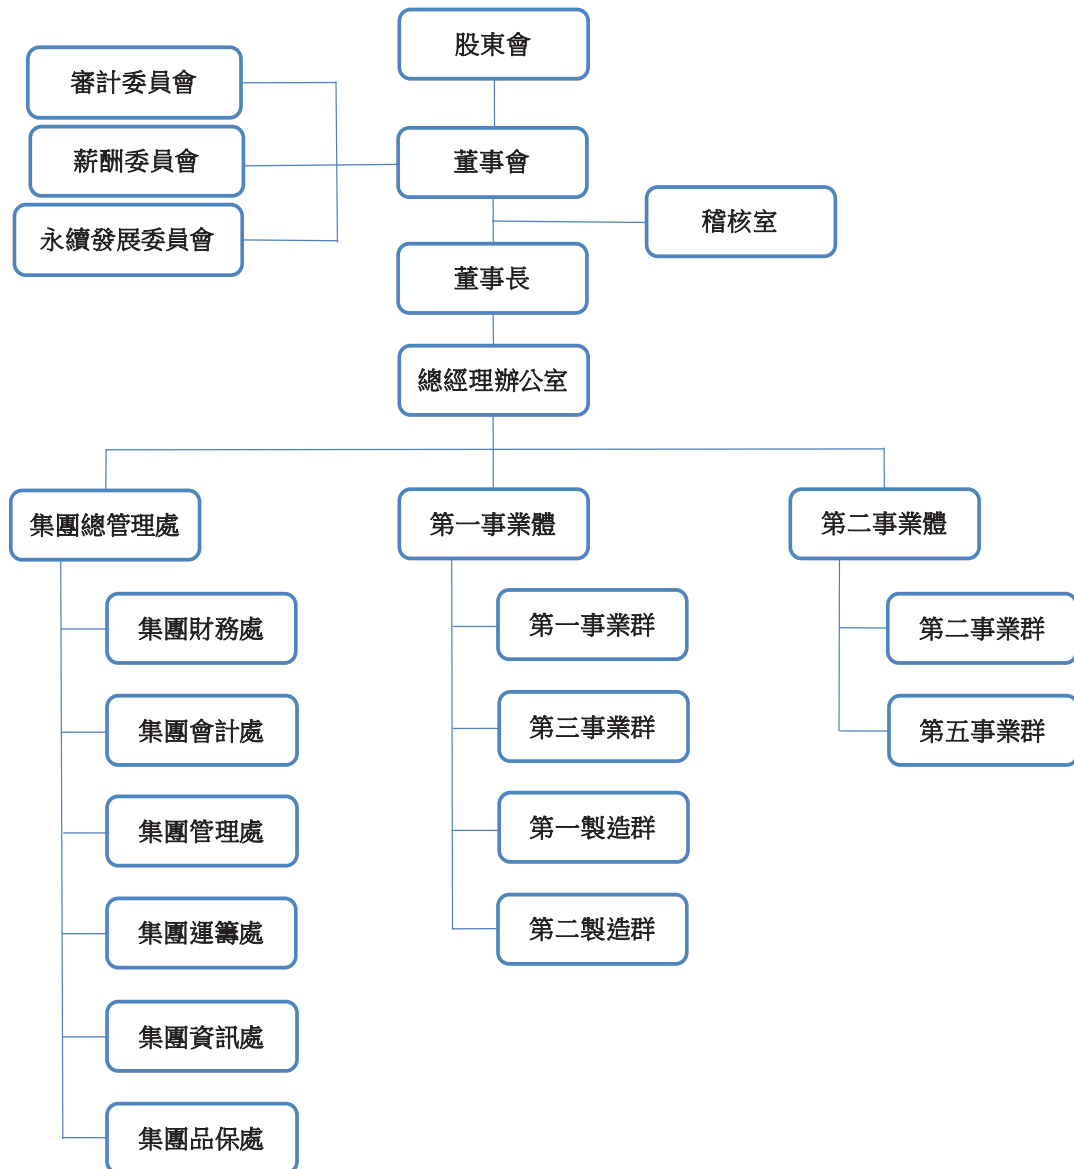 股東會
審計委員會
薪酬委員會
永續發展委員會
董事會
稽核室
董事長
總經理辦公室
集團總管理處
集團財務處
集團會計處
集團管理處
集團運籌處
集團資訊處
集團品保處
第一事業體
第一事業群
第三事業群
第一製造群
第二製造群
第二事業體
第二事業群
第五事業群